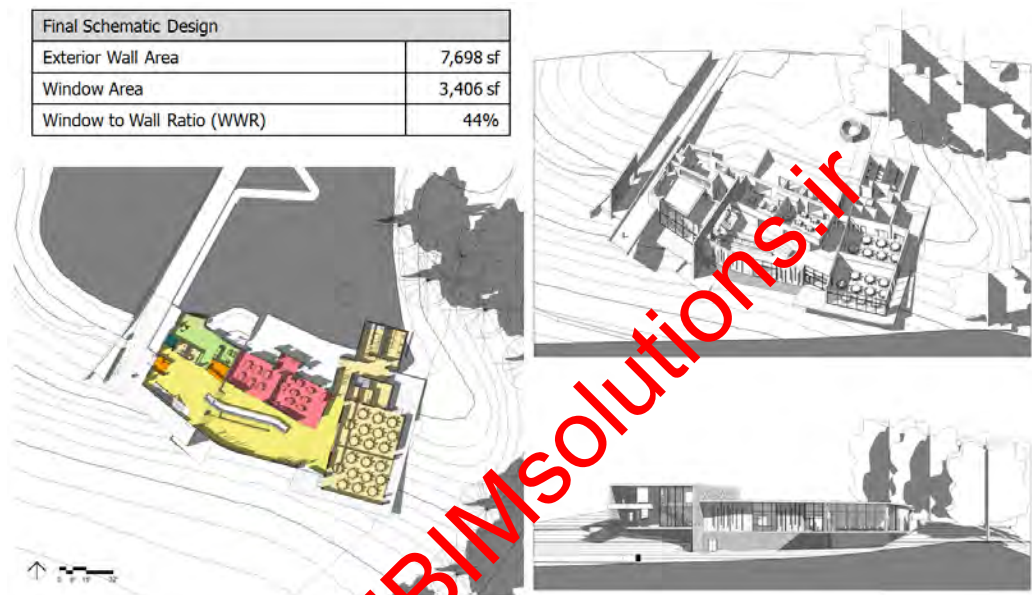 Final Schematic Design
Exterior Wall Area 7,698 sf
Window Area 3,406 sf
Window to Wall Ratio (WWR) 44%
BIMsolutions.ir